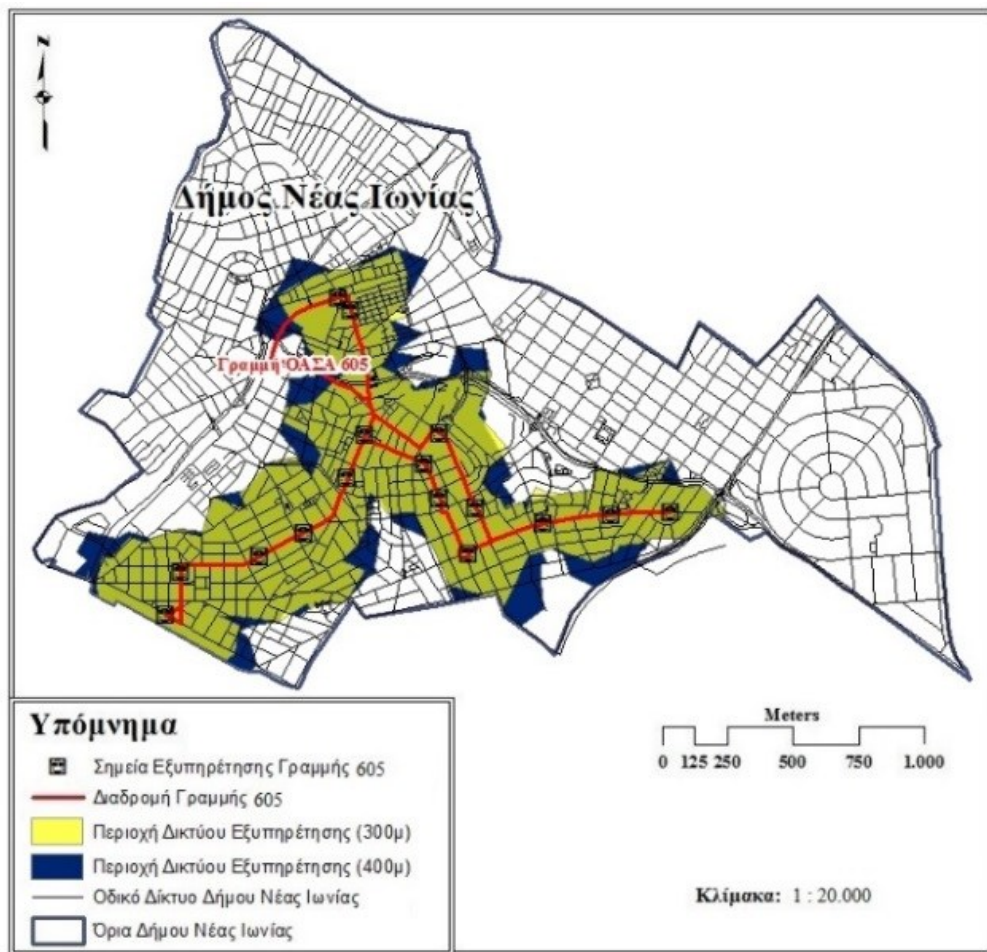 N
Δήμος Νέας Ιωνίας
Γραμμή ΟΑΣΑ 605
Υπόμνημα
Σημεία Εξυπηρέτησης Γραμμής 605
Διαδρομή Γραμμής 605
Περιοχή Δικτύου Εξυπηρέτησης (300μ)
Περιοχή Δικτύου Εξυπηρέτησης (400μ)
Οδικό Δίκτυο Δήμου Νέας Ιωνίας
Όρια Δήμου Νέας Ιωνίας
Meters
0 125 250 500 750 1.000
Κλίμακα: 1 : 20.000